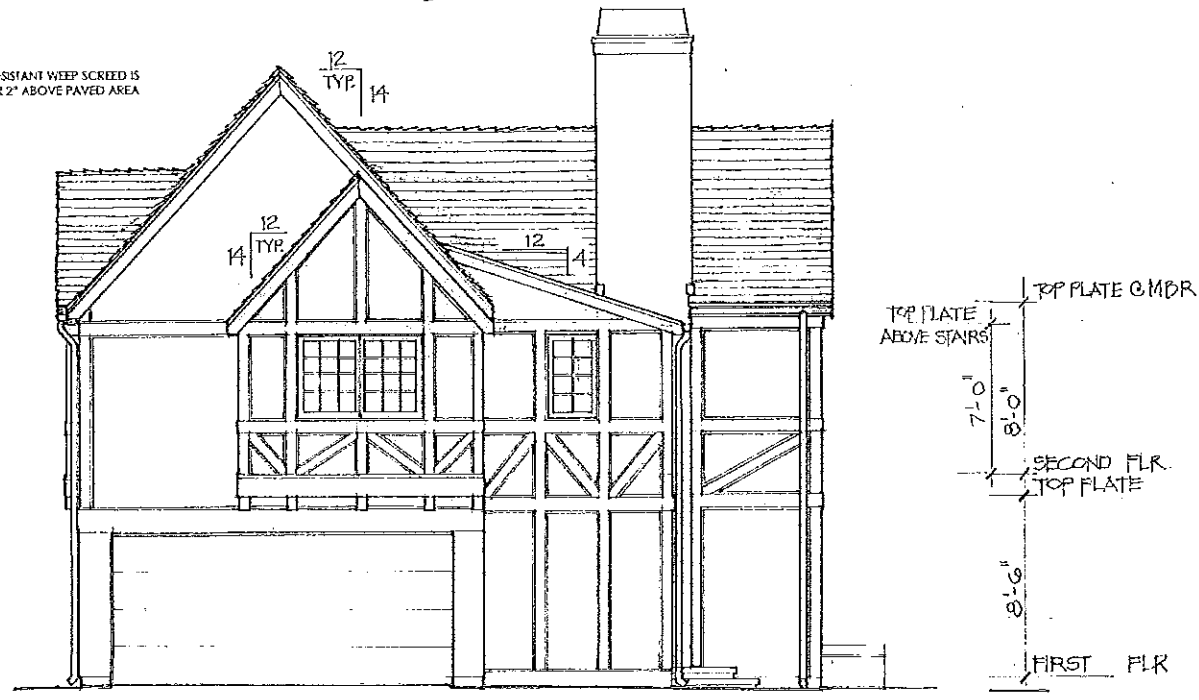 SISTANT WEEP SCREED IS
2" ABOVE PAVED AREA
12
TYP.
14
12
TYP.
14
12
4
TOP PLATE @ MBR
TOP PLATE
ABOVE STAIRS
7'-0"
8'-0"
SECOND FLR.
TOP PLATE
8'-6"
FIRST FLR